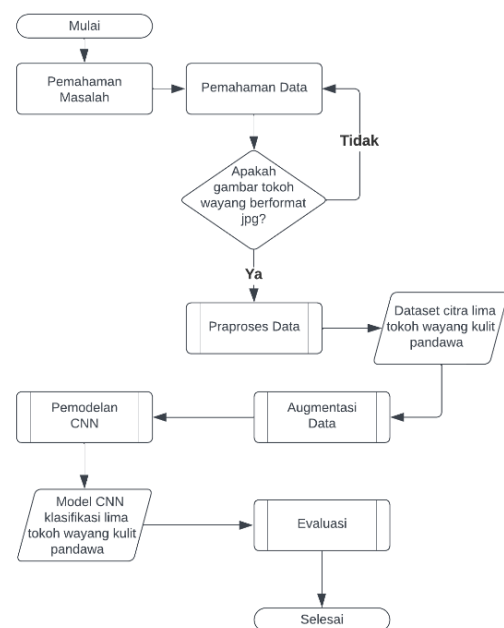 Mulai
Pemahaman
Masalah
Pemahaman Data
Tidak
Apakah
gambar tokoh
wayang berformat
jpg?
Ya
Praproses Data
Dataset citra lima
tokoh wayang kulit
pandawa
Augmentasi
Data
Pemodelan
CNN
Model CNN
klasifikasi lima
tokoh wayang kulit
pandawa
Evaluasi
Selesai